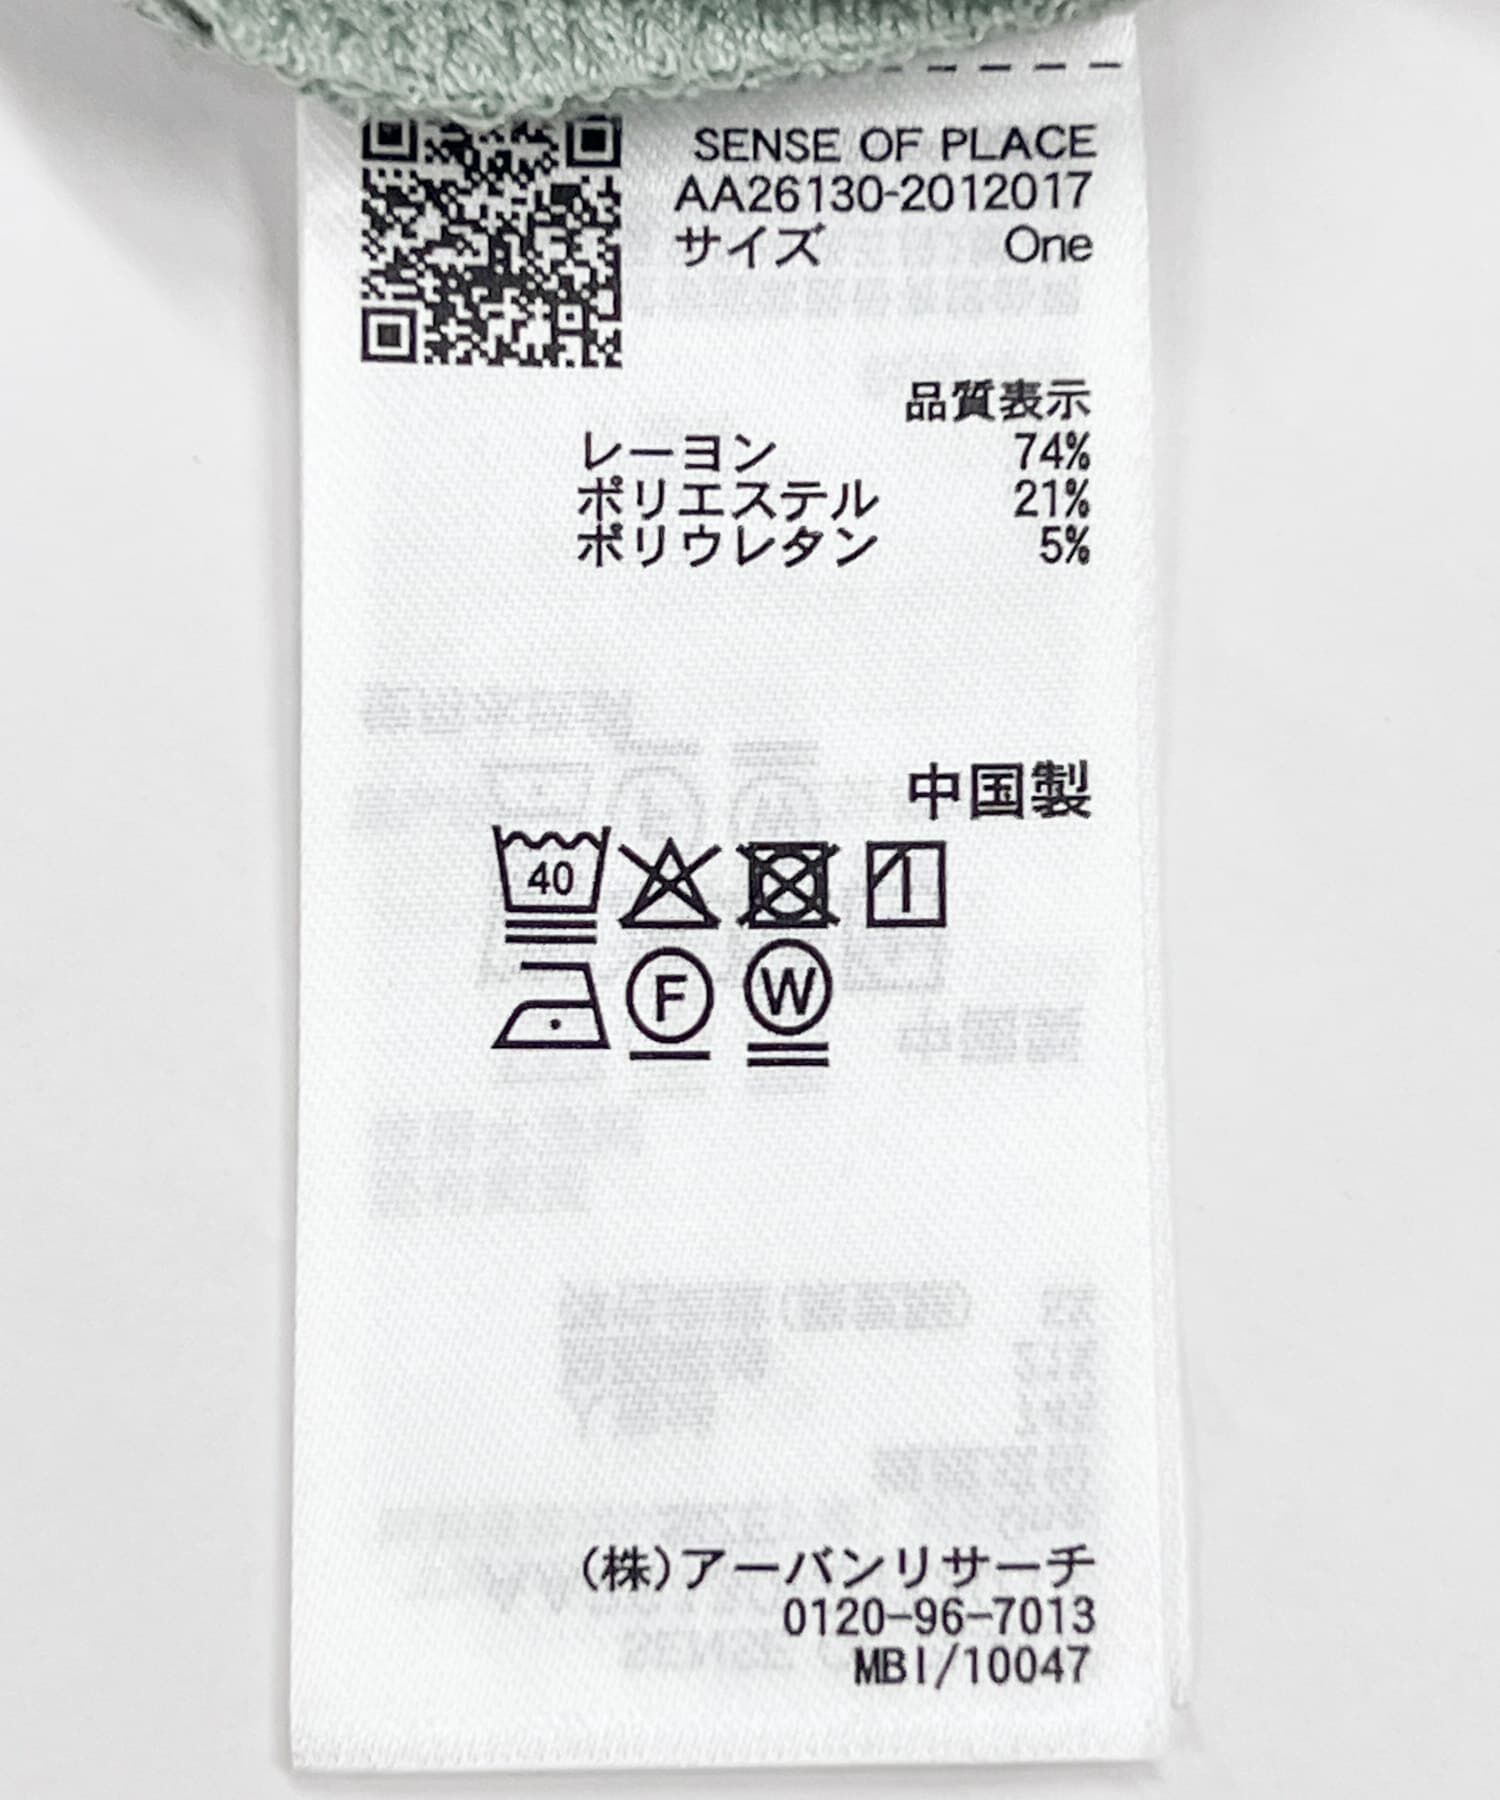 SENSE OF PLACE
AA26130-2012017
サイズ One
品質表示
レーヨン 74%
ポリエステル 21%
ポリウレタン 5%
中国製
40
F W
(株)アーバンリサーチ
0120-96-7013
MBI/10047